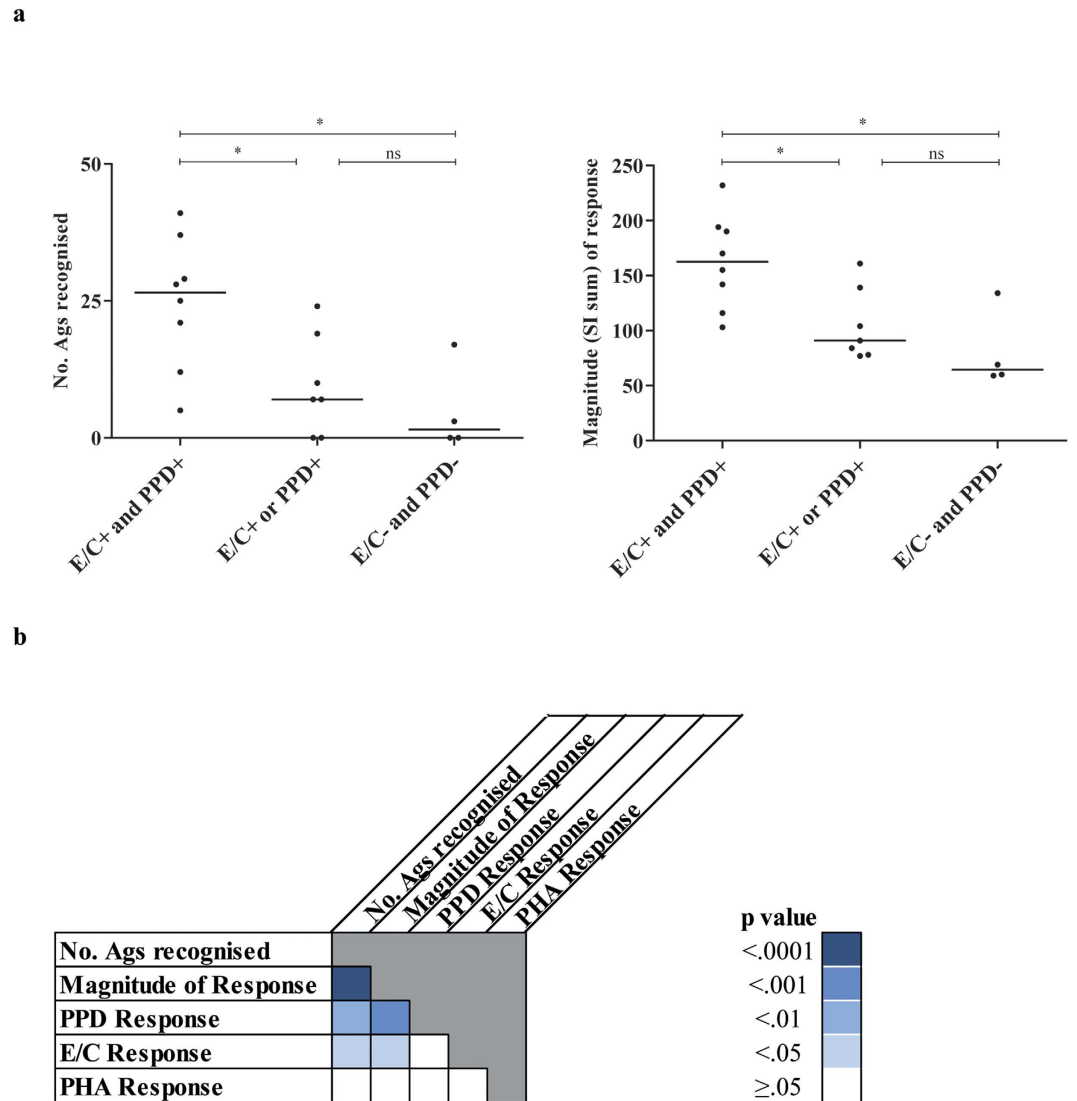 a
*
*
ns
50
25
0
No. Ags recognised
E/C+ and PPD+
E/C+ or PPD+
E/C- and PPD-
*
*
ns
250
200
150
100
50
0
Magnitude (SI sum) of response
E/C+ and PPD+
E/C+ or PPD+
E/C- and PPD-
b
No. Ags recognised
Magnitude of Response
PPD Response
E/C Response
PHA Response
No. Ags recognised
Magnitude of Response
PPD Response
E/C Response
PHA Response
p value
<.0001
<.001
<.01
<.05
≥.05